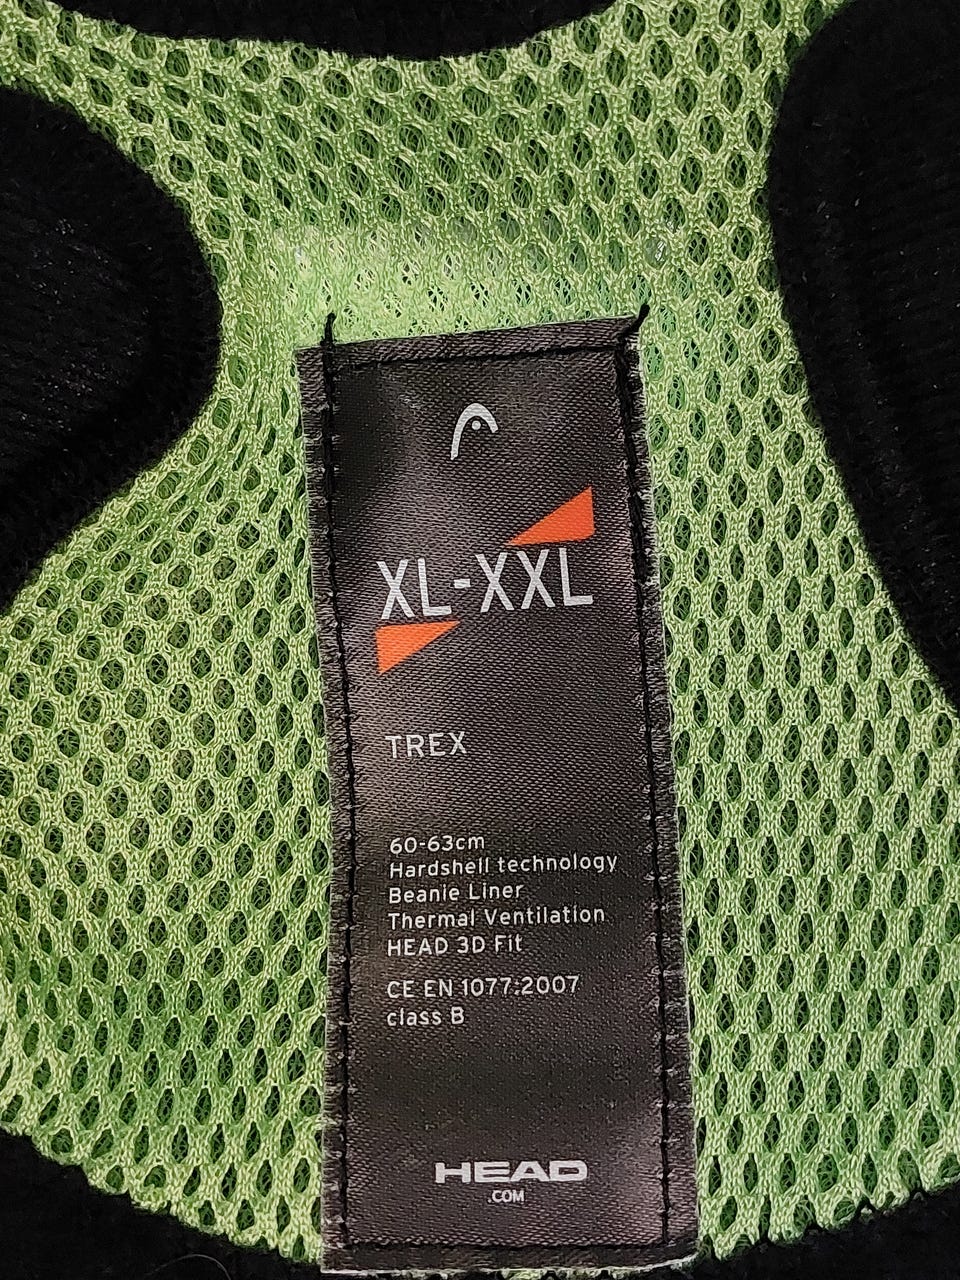 XL-XXL
TREX
60-63cm
Hardshell technology
Beanie Liner
Thermal Ventilation
HEAD 3D Fit
CE EN 1077:2007
class B
HEAD
.COM